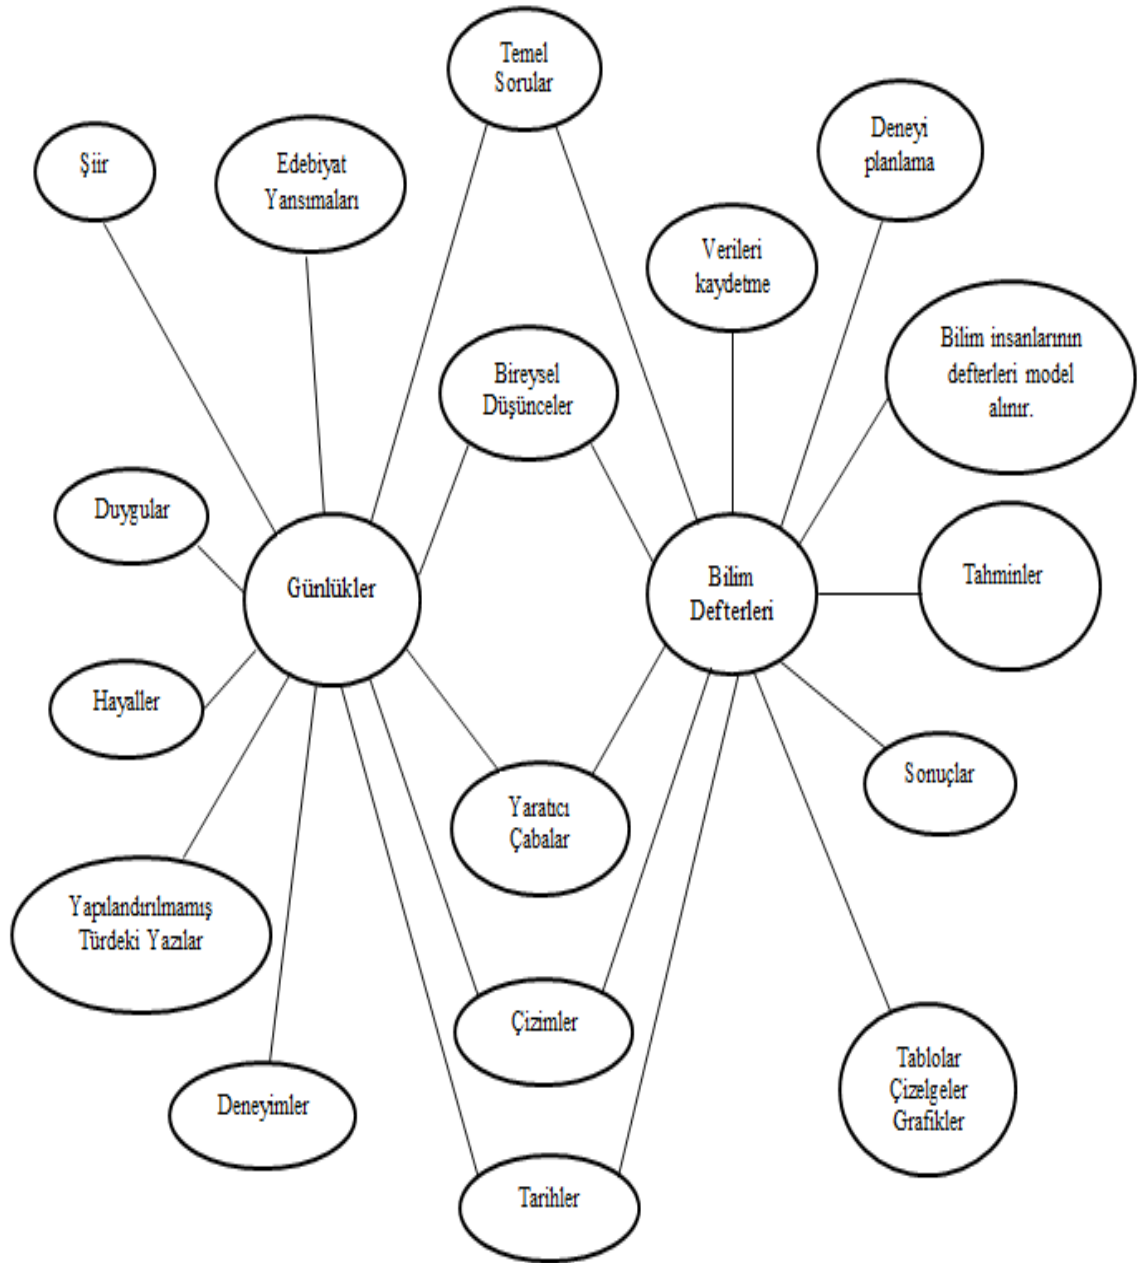 Temel
Sorular
Şiir
Edebiyat
Yansımaları
Deneyi
planlama
Verileri
kaydetme
Bireysel
Düşünceler
Bilim insanlarının
defterleri model
alınır.
Duygular
Günlükler
Bilim
Defterleri
Tahminler
Hayaller
Yaratıcı
Çabalar
Sonuçlar
Yapılandırılmamış
Türdeki Yazılar
Çizimler
Tablolar
Çizelgeler
Grafikler
Deneyimler
Tarihler